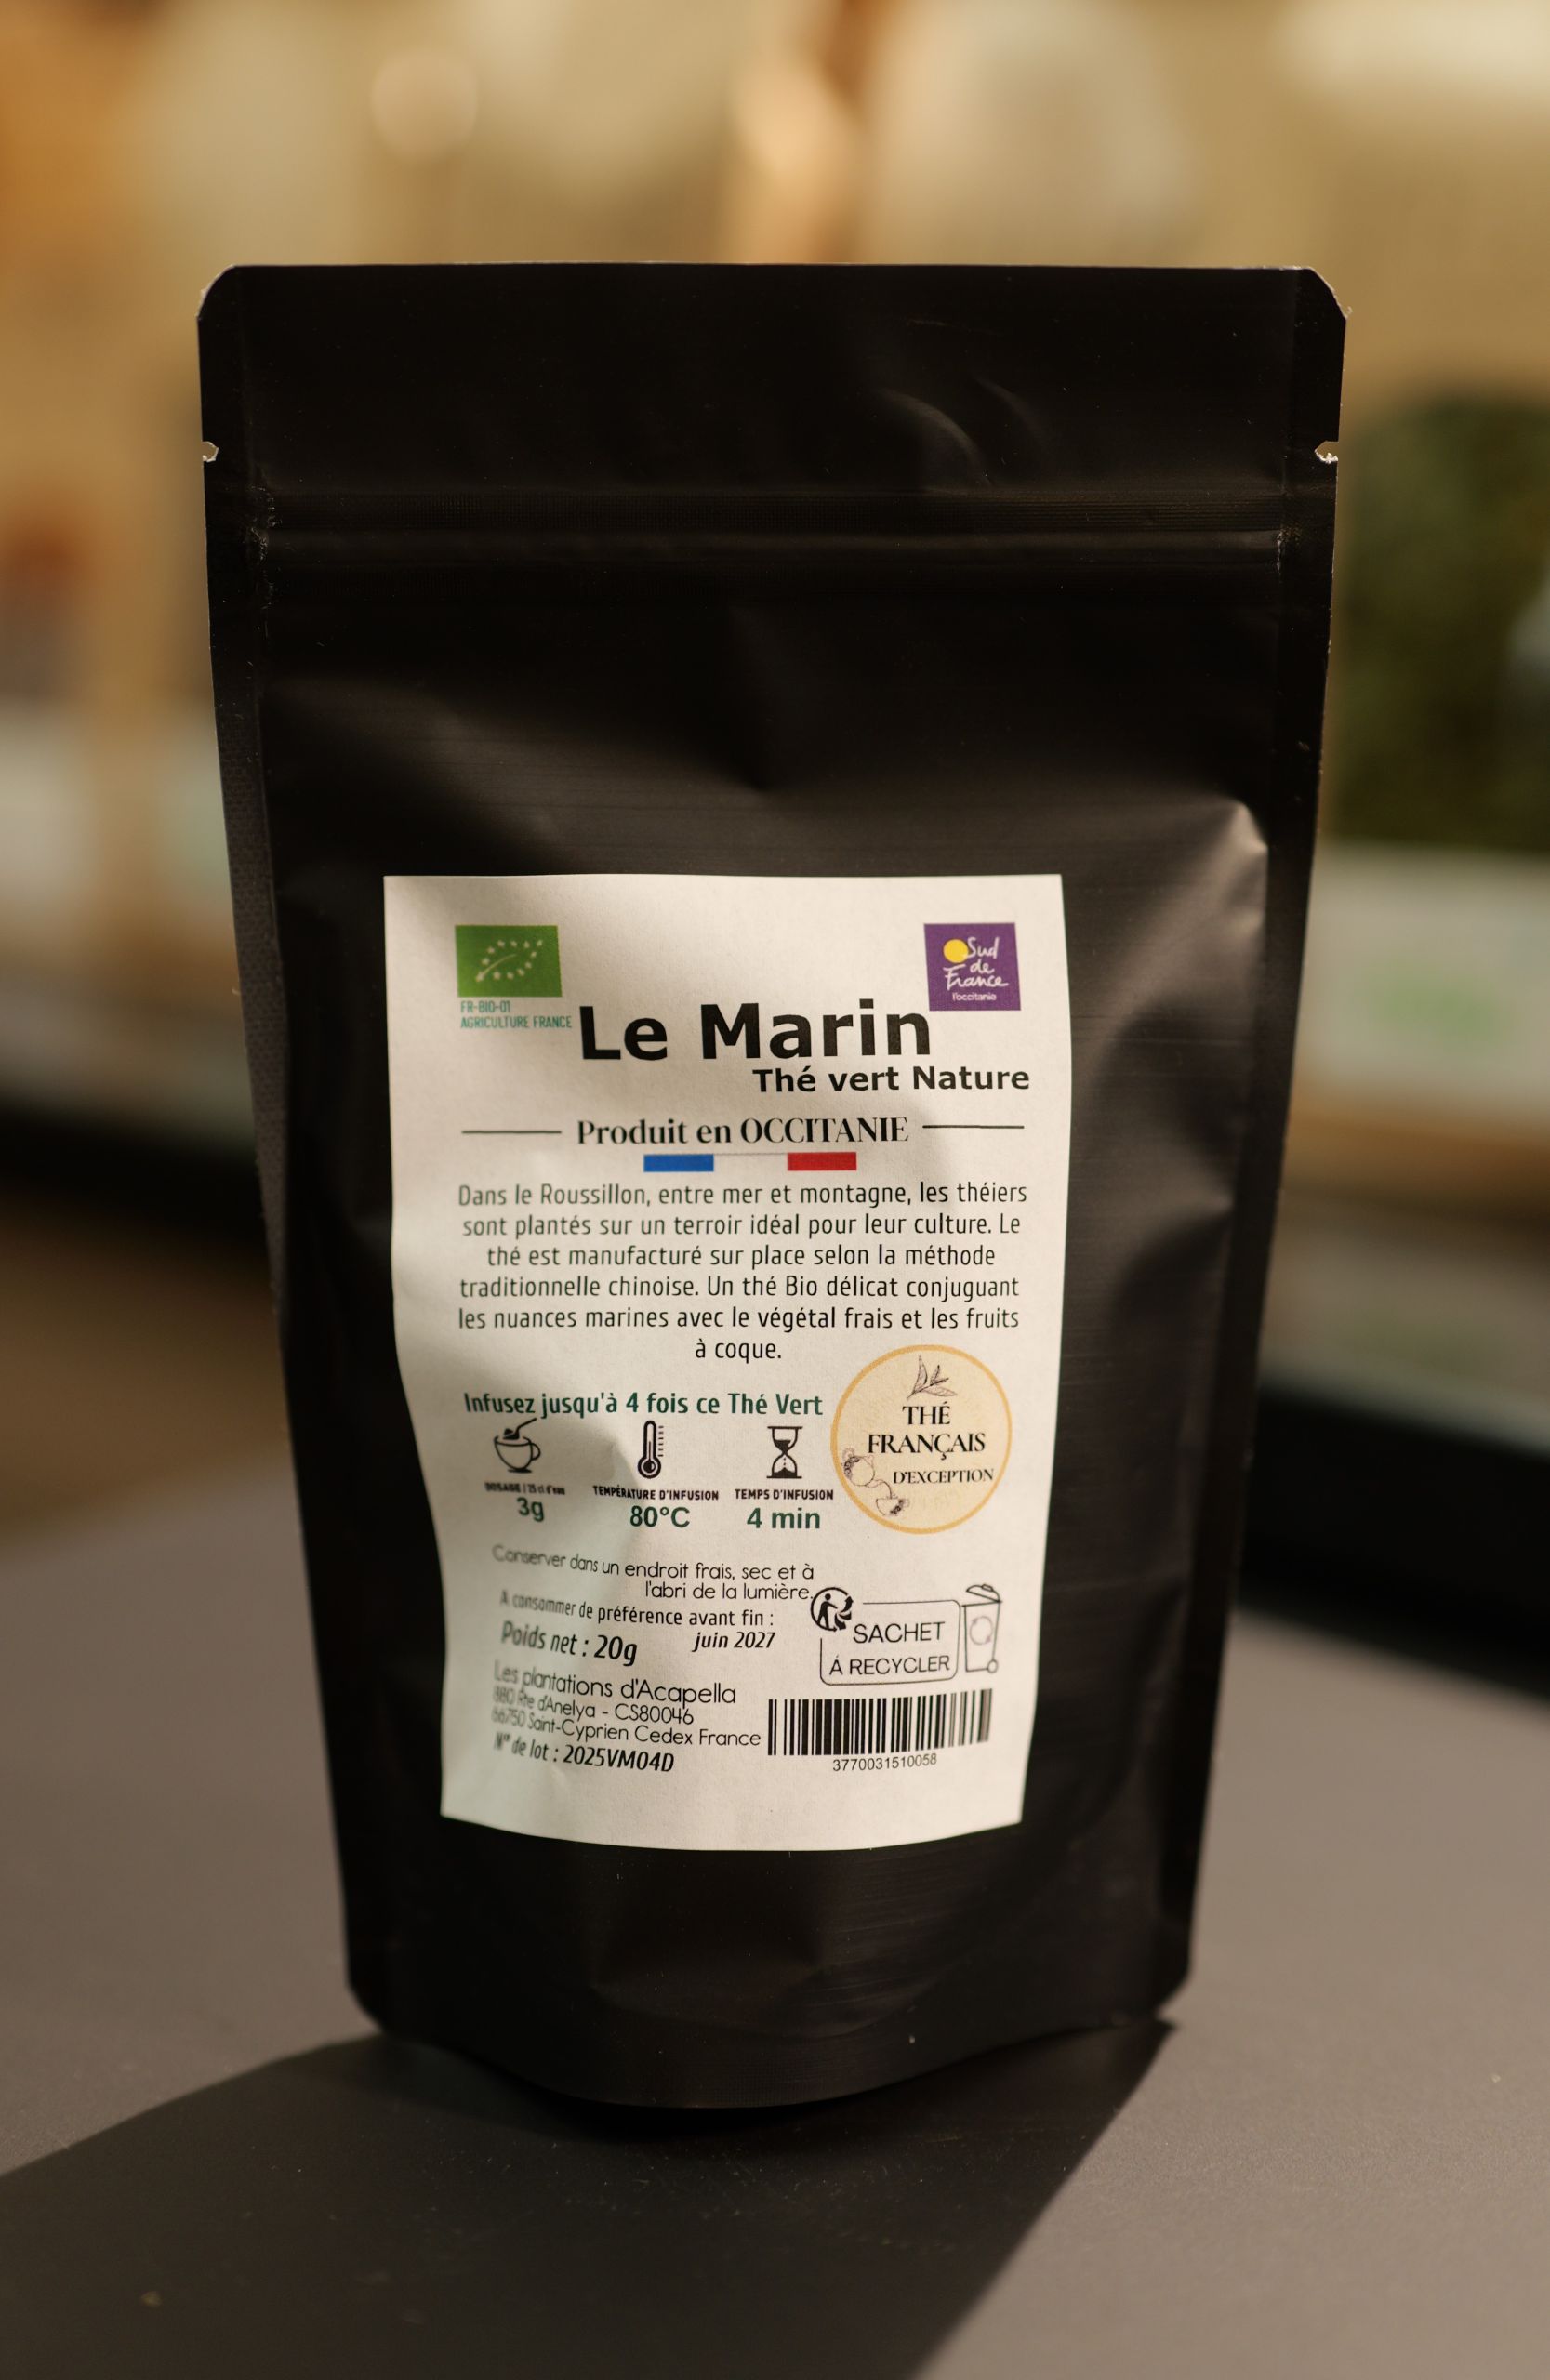 Sud
de
France
l'occitanie
FR-BIO-01
AGRICULTURE FRANCE
Le Marin
Thé vert Nature
Produit en OCCITANIE
Dans le Roussillon, entre mer et montagne, les théiers
sont plantés sur un terroir idéal pour leur culture. Le
thé est manufacturé sur place selon la méthode
traditionnelle chinoise. Un thé Bio délicat conjuguant
les nuances marines avec le végétal frais et les fruits
à coque.
Infusez jusqu'à 4 fois ce Thé Vert
DOSAGE | 25 cl d'eau
3g
TEMPÉRATURE D'INFUSION
80°C
TEMPS D'INFUSION
4 min
THÉ
FRANÇAIS
D'EXCEPTION
Conserver dans un endroit frais, sec et à
l'abri de la lumière.
A consommer de préférence avant fin :
juin 2027
Poids net : 20g
SACHET
À RECYCLER
Les plantations d'Acapella
880 Rte d'Anelya - CS80046
66750 Saint-Cyprien Cedex France
N° de lot : 2025VM04D
3770031510058